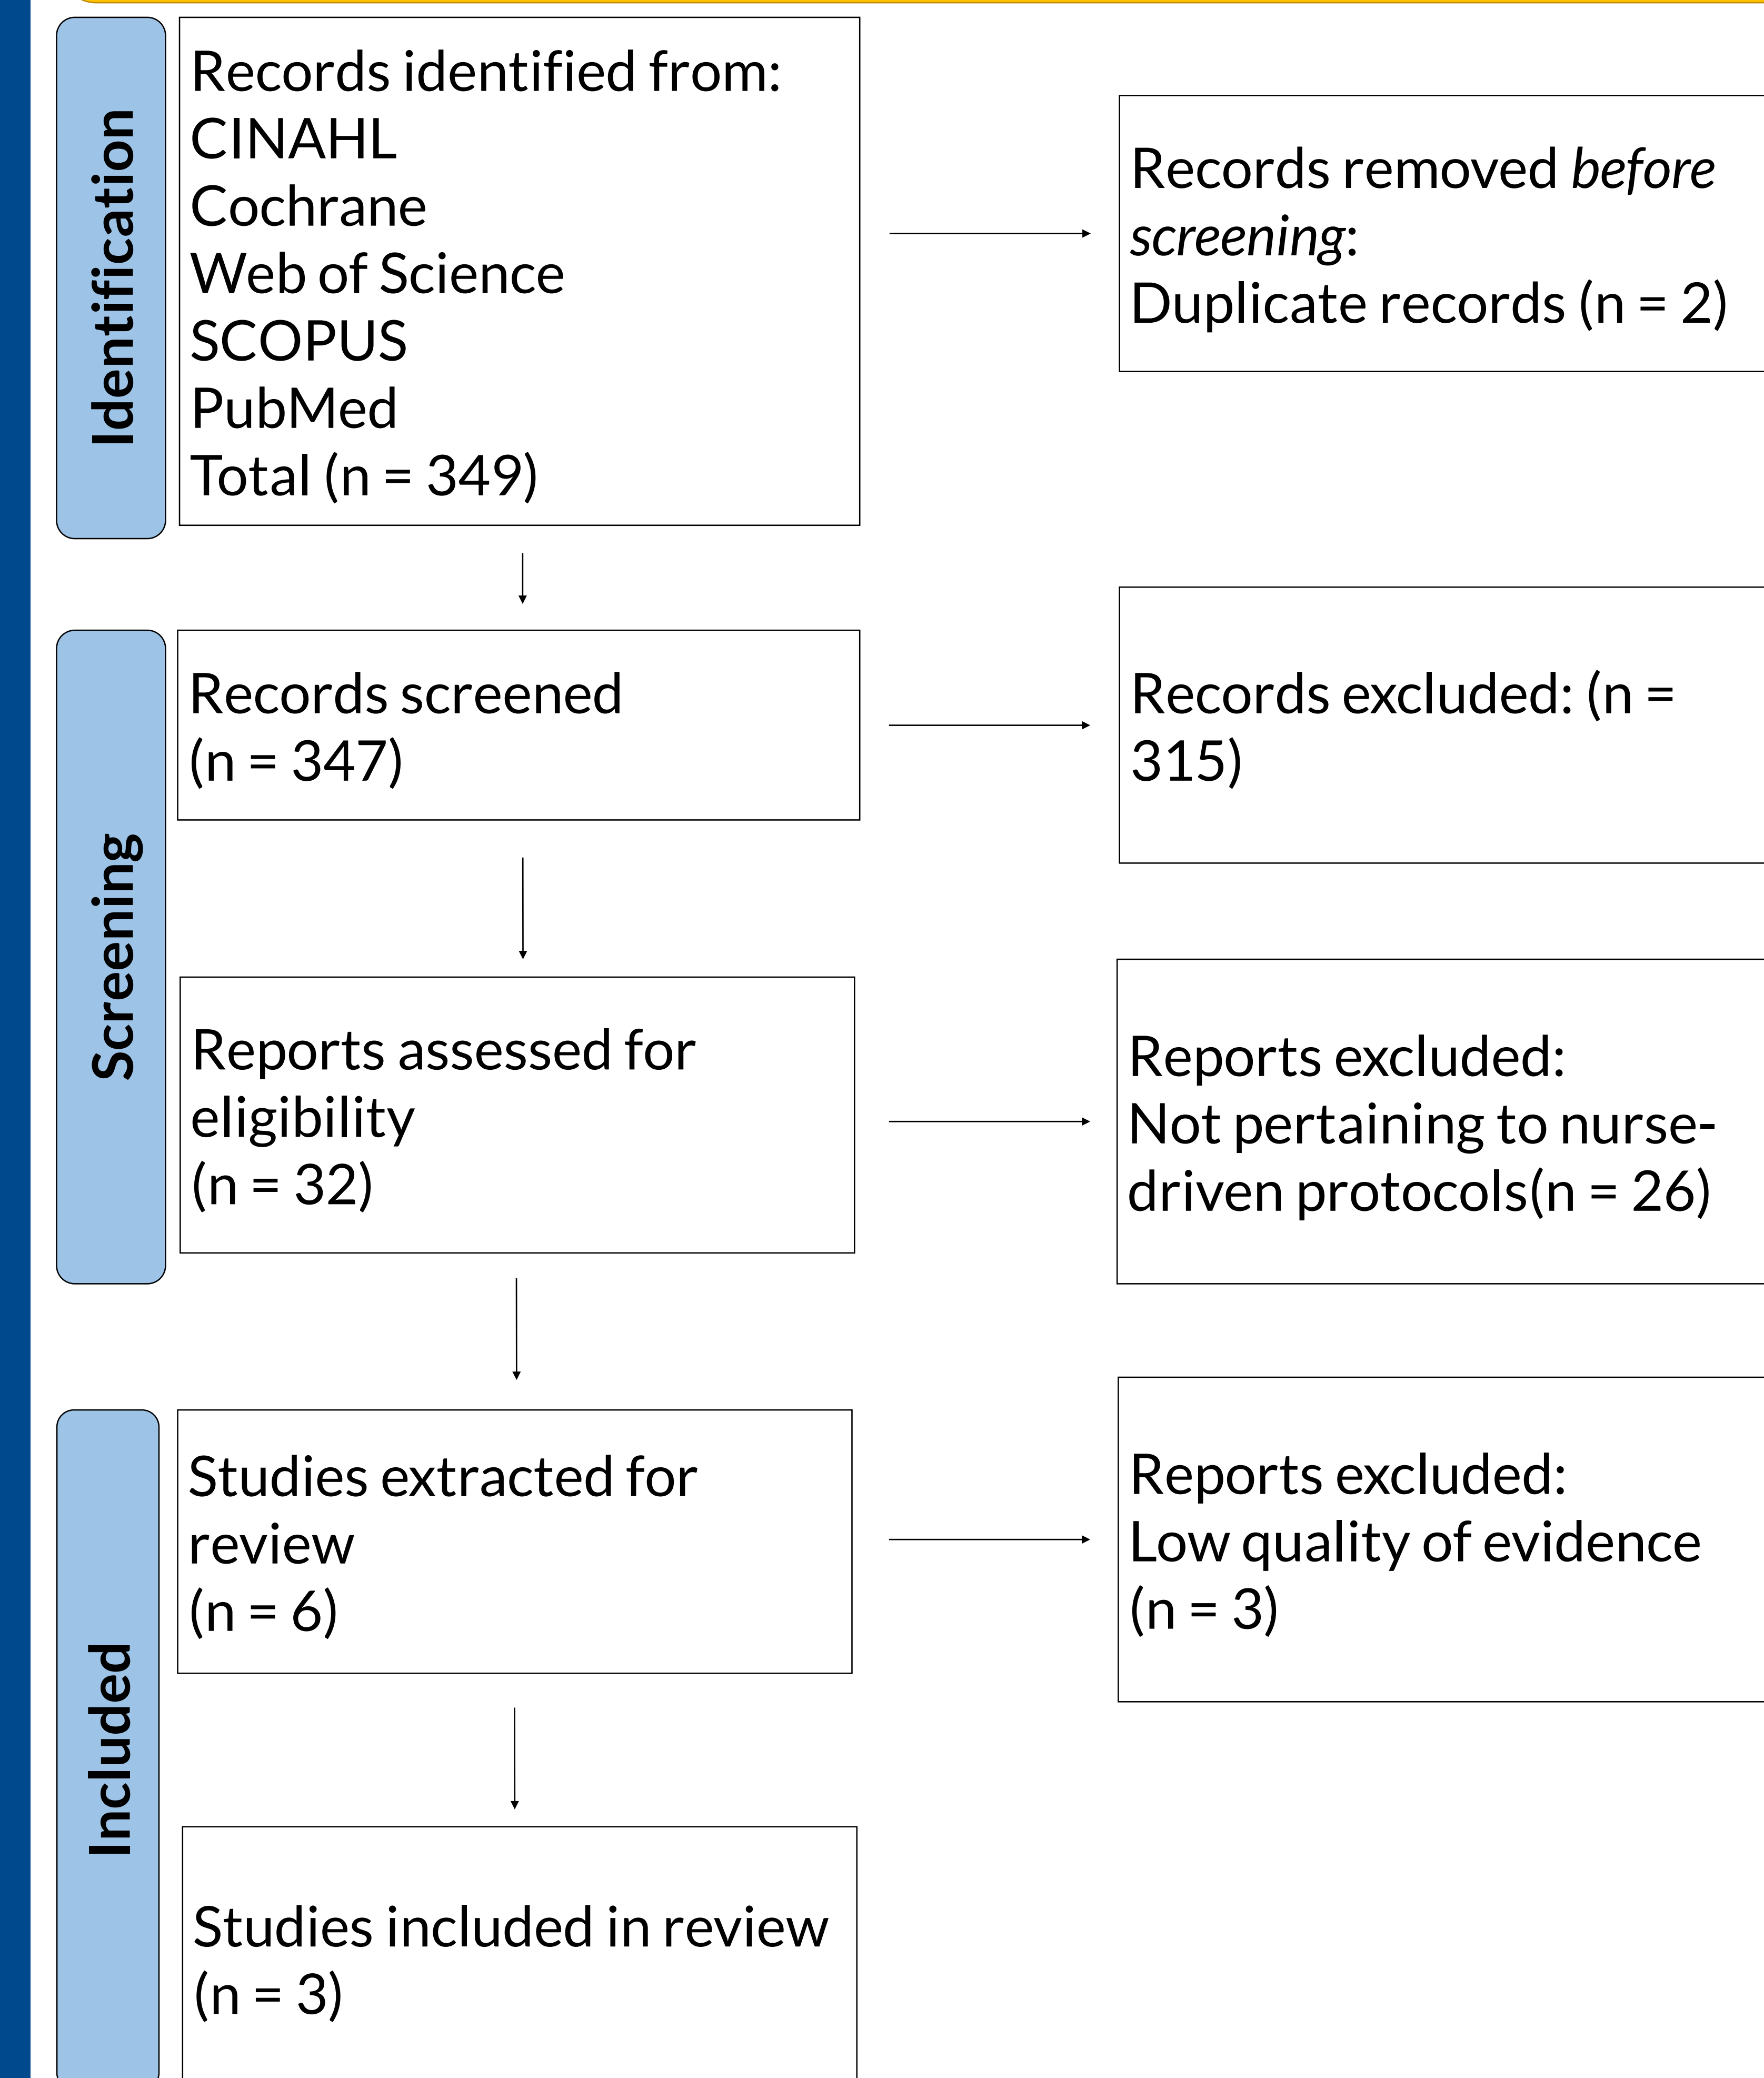 Identification
Records identified from:
CINAHL
Cochrane
Web of Science
SCOPUS
PubMed
Total (n = 349)
Records removed before
screening:
Duplicate records (n = 2)
Screening
Records screened
(n = 347)
Records excluded: (n =
315)
Reports assessed for
eligibility
(n = 32)
Reports excluded:
Not pertaining to nurse-
driven protocols(n = 26)
Included
Studies extracted for
review
(n = 6)
Reports excluded:
Low quality of evidence
(n = 3)
Studies included in review
(n = 3)